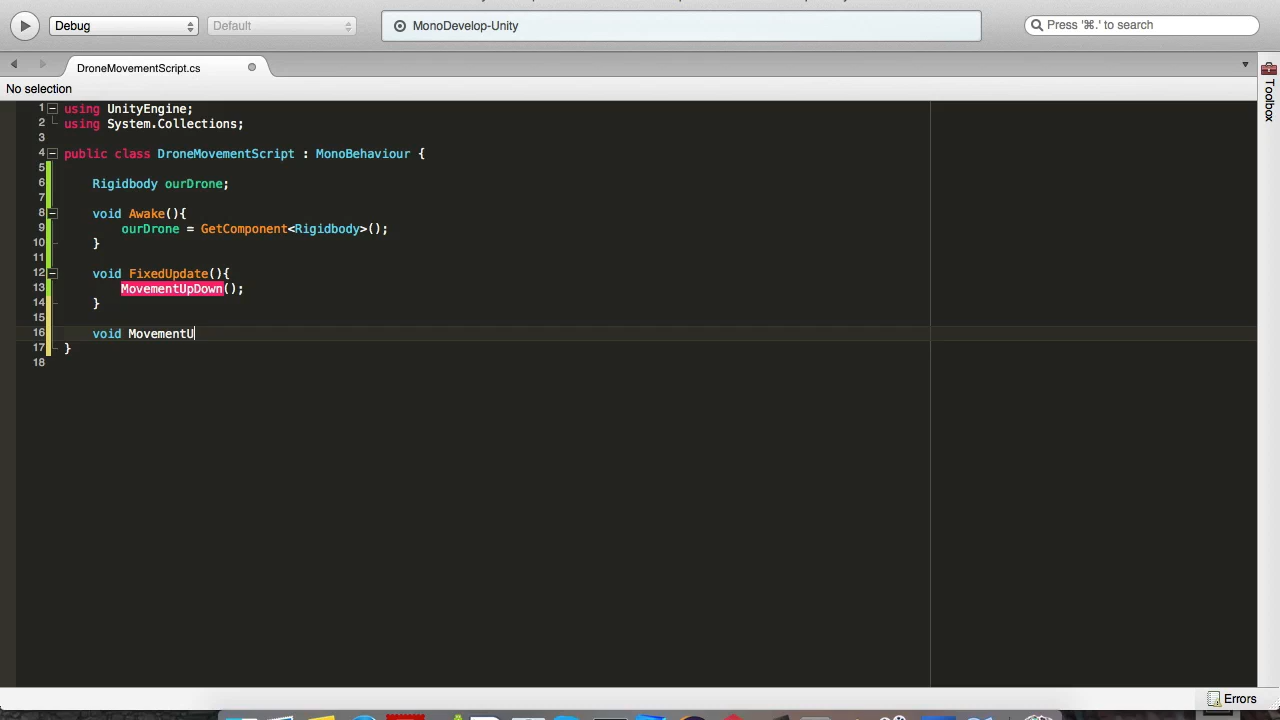 Debug
Default
MonoDevelop-Unity
Press '⌘.' to search
DroneMovementScript.cs
No selection
Toolbox
1 using UnityEngine;
2 using System.Collections;
3
4 public class DroneMovementScript : MonoBehaviour {
5
6 Rigidbody ourDrone;
7
8 void Awake(){
9 ourDrone = GetComponent<Rigidbody>();
10 }
11
12 void FixedUpdate(){
13 MovementUpDown();
14 }
15
16 void MovementU
17 }
18
Errors